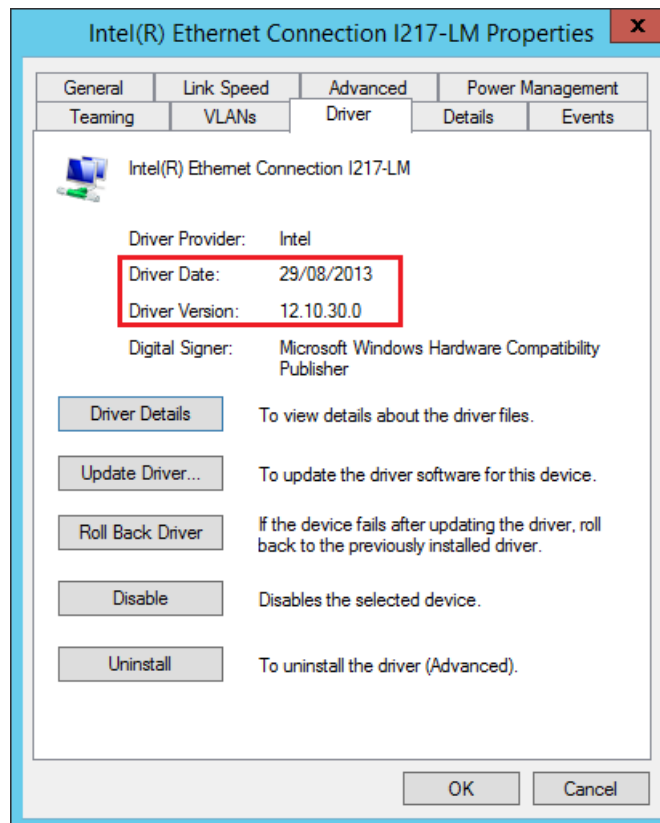 Intel(R) Ethernet Connection I217-LM Properties
x
General Link Speed Advanced Power Management
Teaming VLANs Driver Details Events
Intel(R) Ethernet Connection I217-LM
Driver Provider: Intel
Driver Date: 29/08/2013
Driver Version: 12.10.30.0
Digital Signer: Microsoft Windows Hardware Compatibility
Publisher
Driver Details To view details about the driver files.
Update Driver... To update the driver software for this device.
Roll Back Driver If the device fails after updating the driver, roll
back to the previously installed driver.
Disable Disables the selected device.
Uninstall To uninstall the driver (Advanced).
OK Cancel